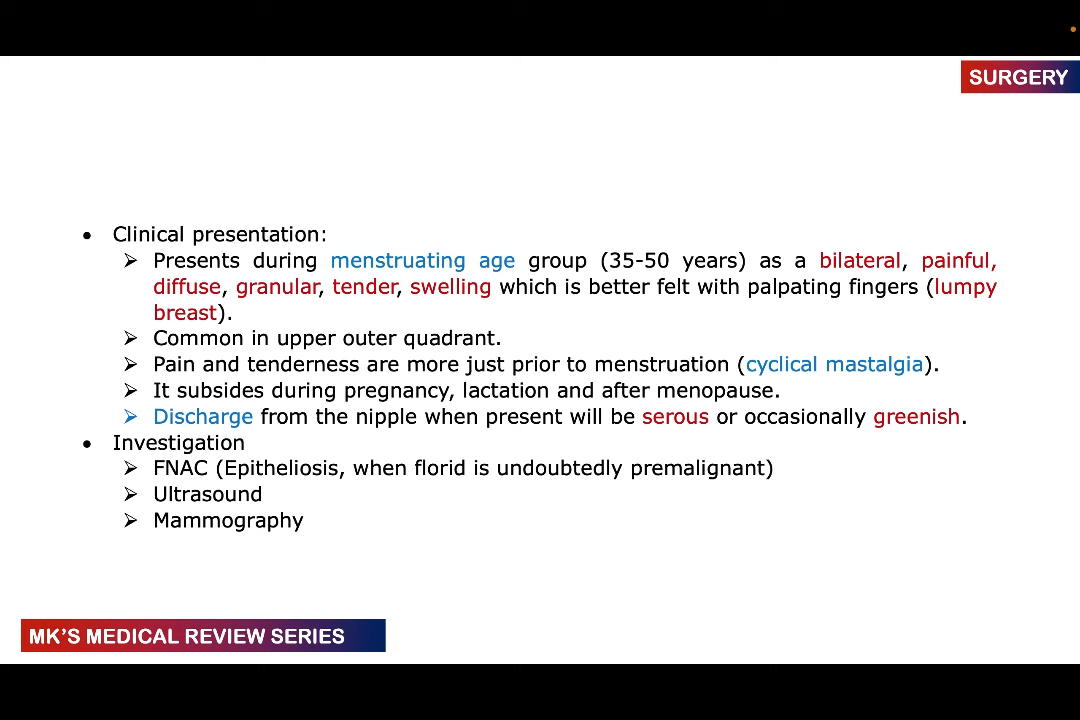 SURGERY
• Clinical presentation:
➢ Presents during menstruating age group (35-50 years) as a bilateral, painful,
diffuse, granular, tender, swelling which is better felt with palpating fingers (lumpy
breast).
➢ Common in upper outer quadrant.
➢ Pain and tenderness are more just prior to menstruation (cyclical mastalgia).
➢ It subsides during pregnancy, lactation and after menopause.
➢ Discharge from the nipple when present will be serous or occasionally greenish.
• Investigation
➢ FNAC (Epitheliosis, when florid is undoubtedly premalignant)
➢ Ultrasound
➢ Mammography
MK'S MEDICAL REVIEW SERIES